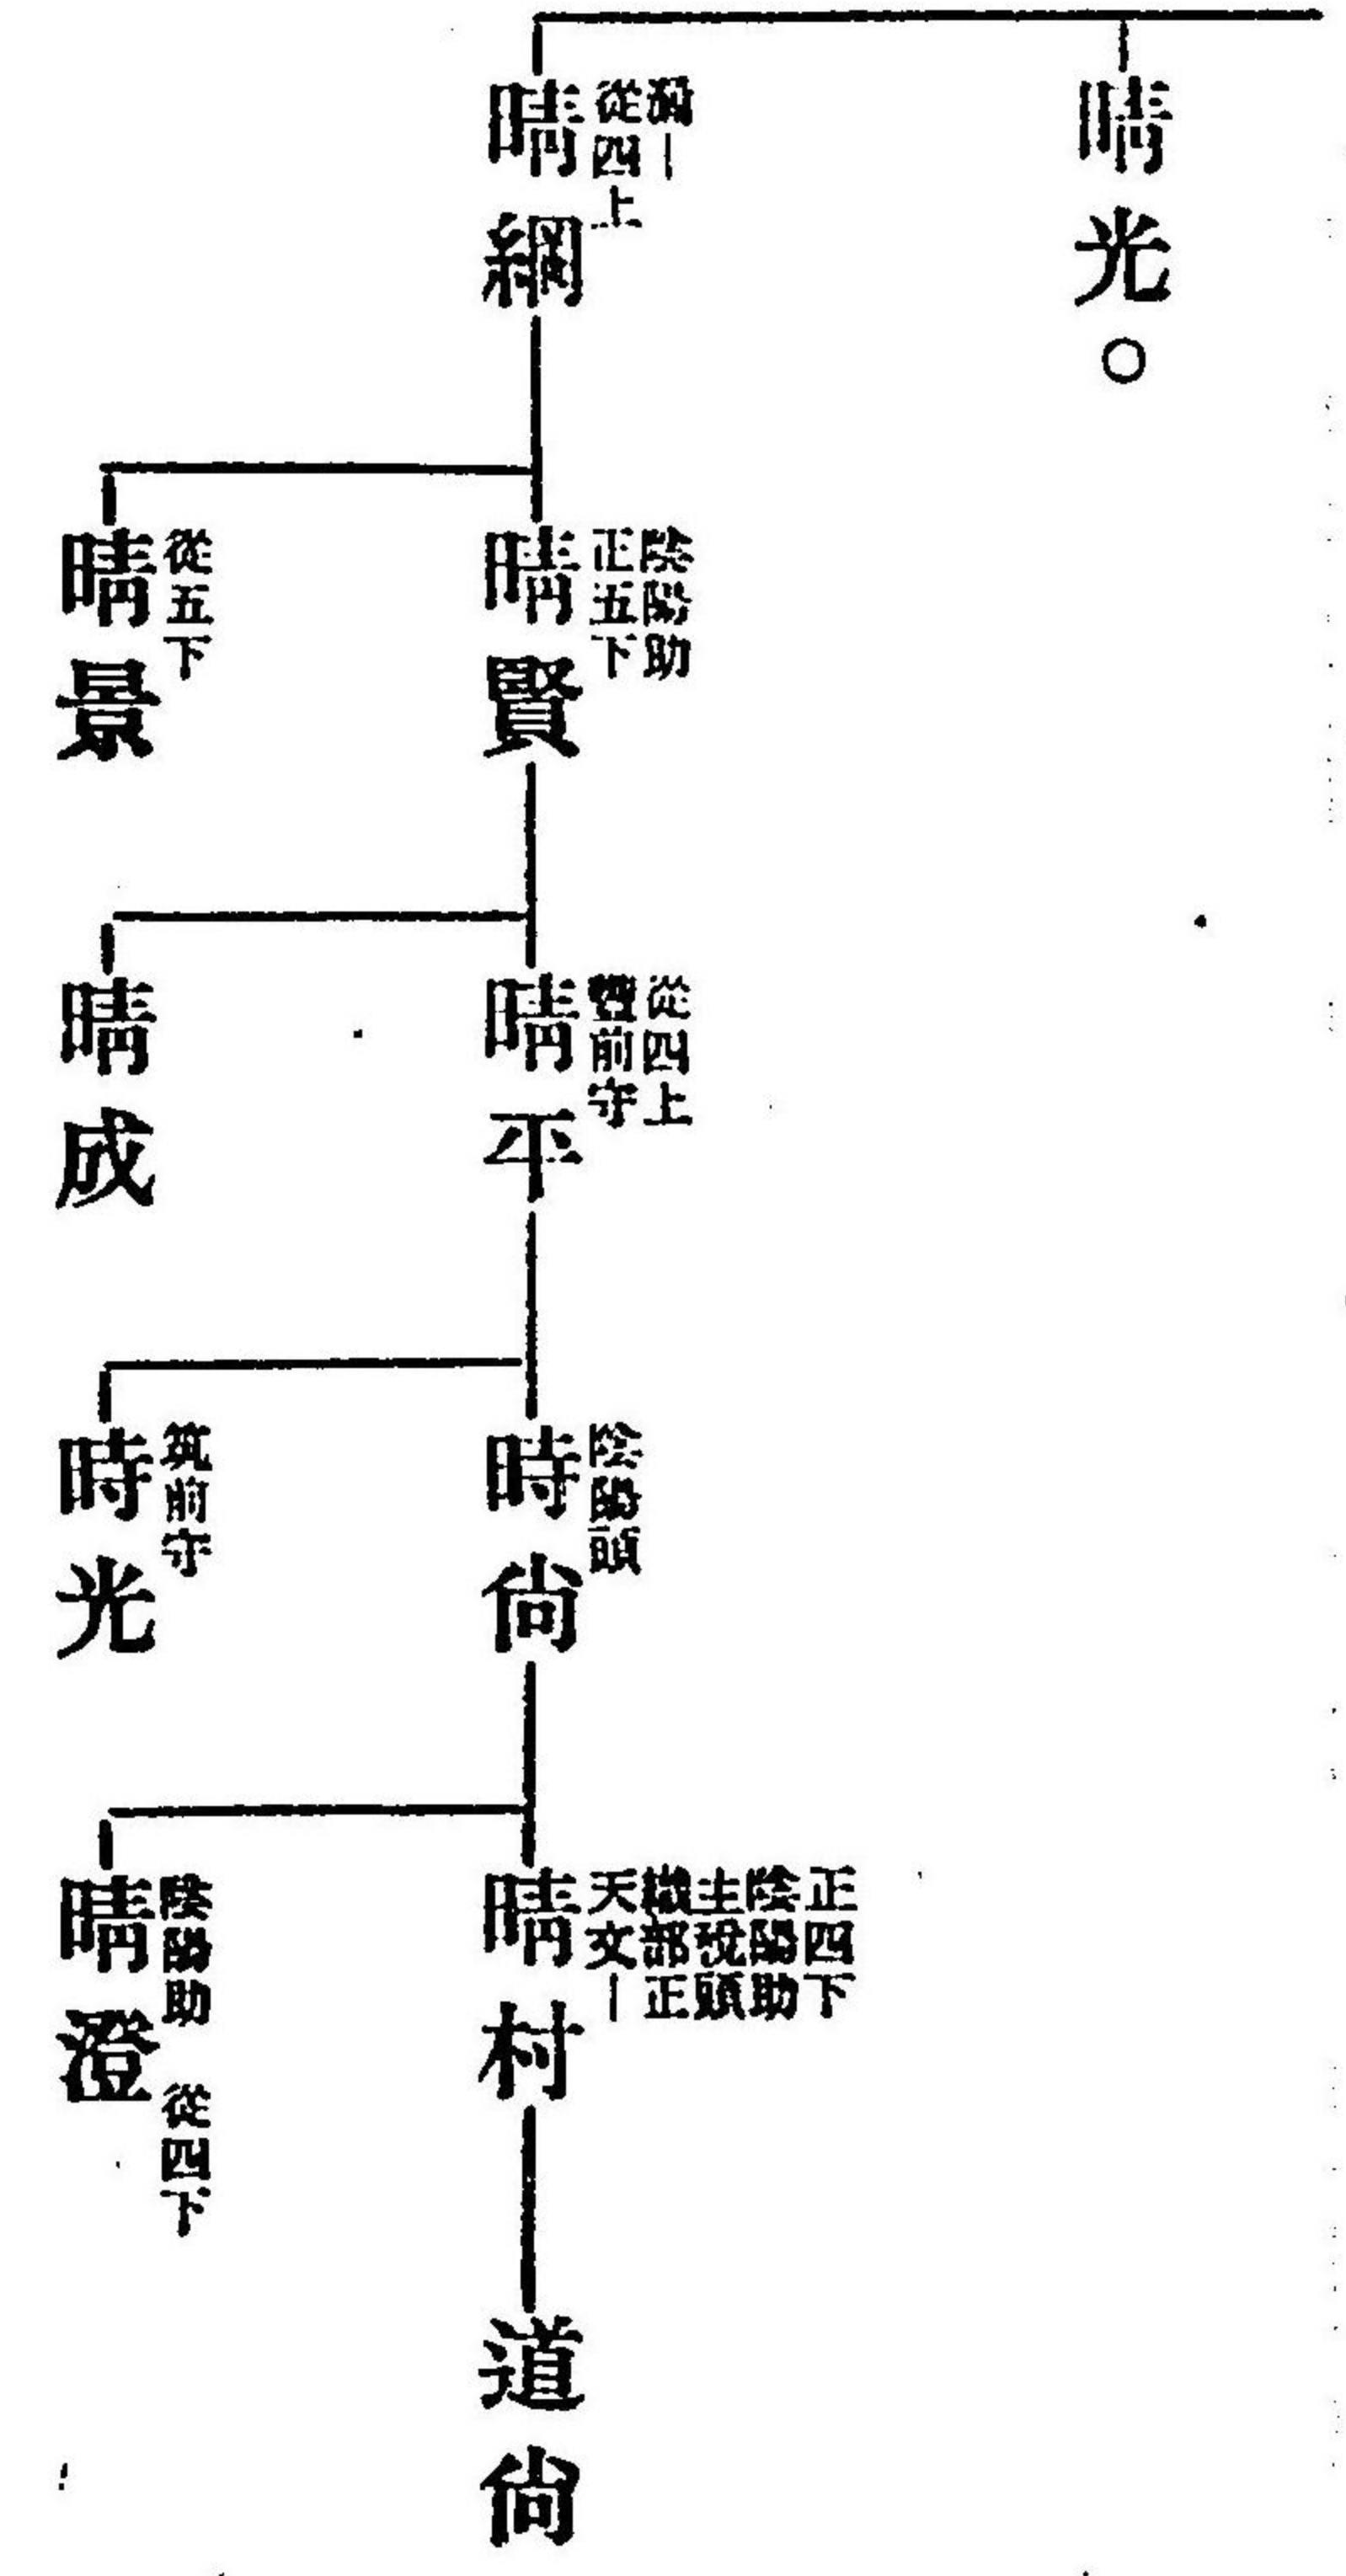 晴光○
漏｜
從四上
晴綱
陰陽助
正五下
晴賢
從五下
晴景
從四上
豐前守
晴平
晴成
陰陽頭
時尙
筑前守
時光
正四下
陰陽助
主稅頭
織部正
天文｜
晴村
陰陽助 從四下
晴澄
道尙